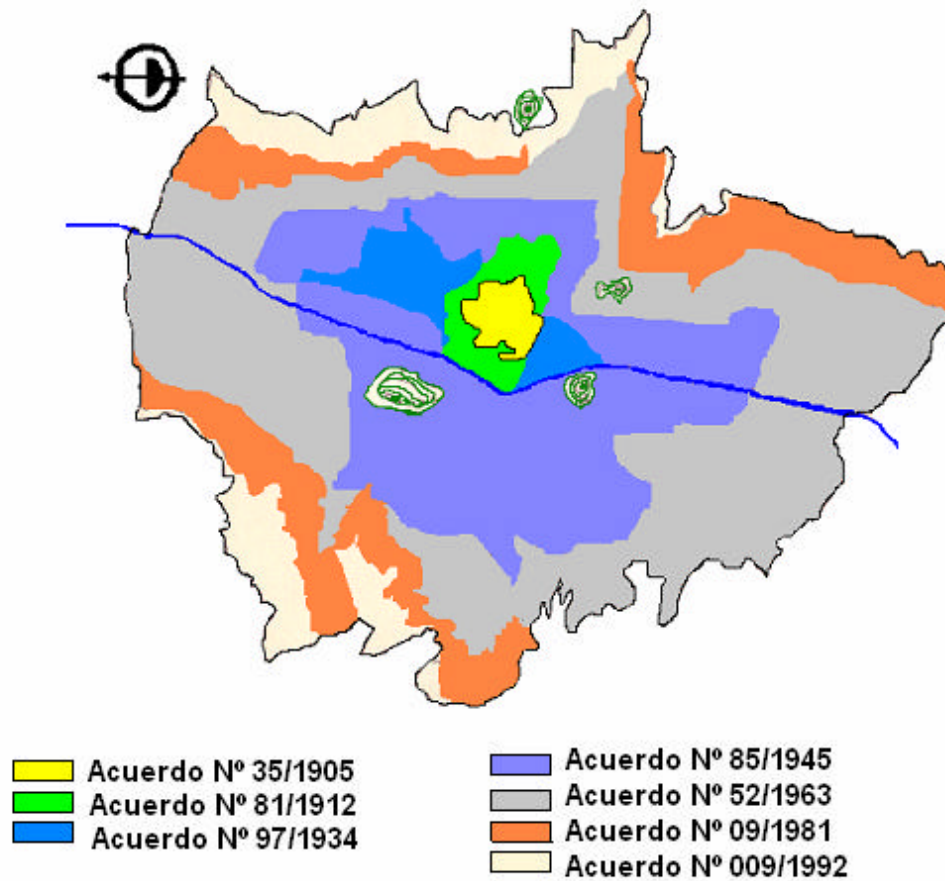 Acuerdo Nº 35/1905
Acuerdo Nº 81/1912
Acuerdo Nº 97/1934
Acuerdo Nº 85/1945
Acuerdo Nº 52/1963
Acuerdo Nº 09/1981
Acuerdo Nº 009/1992